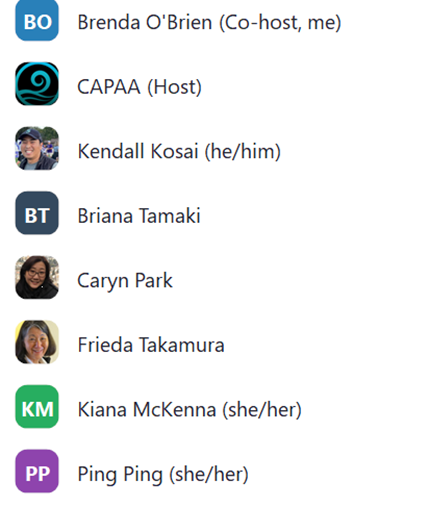 BO Brenda O'Brien (Co-host, me)
CAPAA (Host)
Kendall Kosai (he/him)
BT Briana Tamaki
Caryn Park
Frieda Takamura
KM Kiana McKenna (she/her)
PP Ping Ping (she/her)